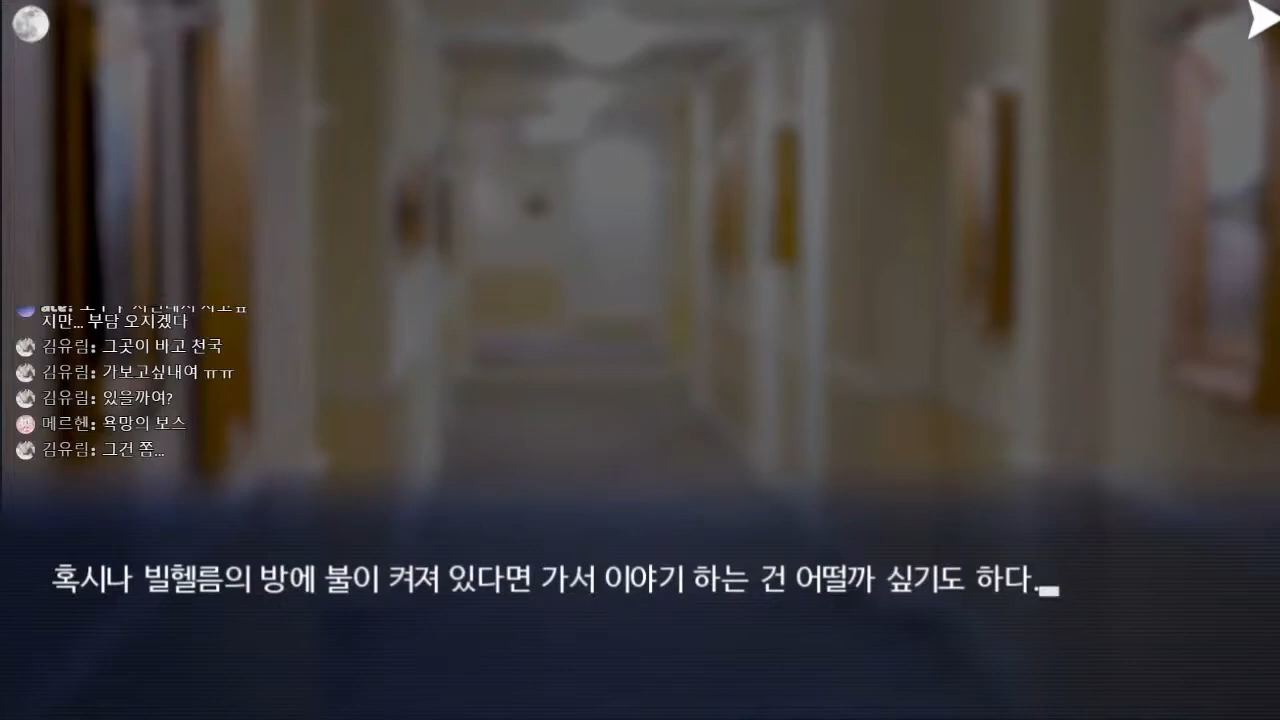 지만... 부담 오지겠다
김유림: 그곳이 바고 천국
김유림: 가보고싶내여 ㅠㅠ
김유림: 있을까여?
메르헨: 욕망의 보스
김유림: 그건 쫌...
혹시나 빌헬름의 방에 불이 켜져 있다면 가서 이야기 하는 건 어떨까 싶기도 하다.